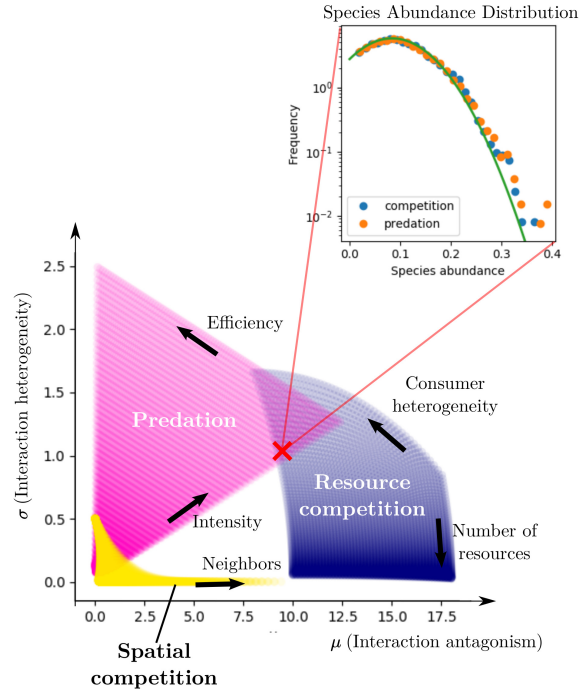 Species Abundance Distribution
10^0
10^-1
10^-2
Frequency
competition
predation
0.0 0.1 0.2 0.3 0.4
Species abundance
2.5
2.0
1.5
1.0
0.5
0.0
σ (Interaction heterogeneity)
Efficiency
Consumer
heterogeneity
Predation
Resource
competition
Intensity
Number of
resources
Neighbors
0.0 2.5 5.0 7.5 10.0 12.5 15.0 17.5
μ (Interaction antagonism)
Spatial
competition